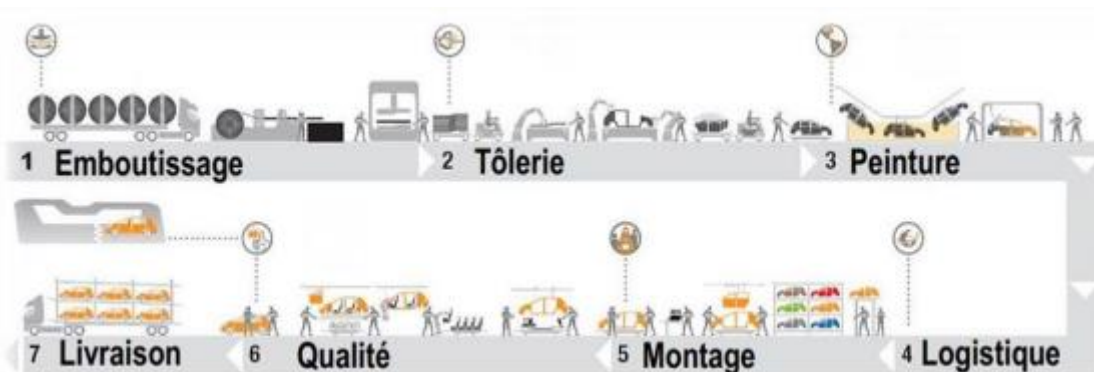 1 Emboutissage
2 Tôlerie
3 Peinture
4 Logistique
5 Montage
6 Qualité
7 Livraison